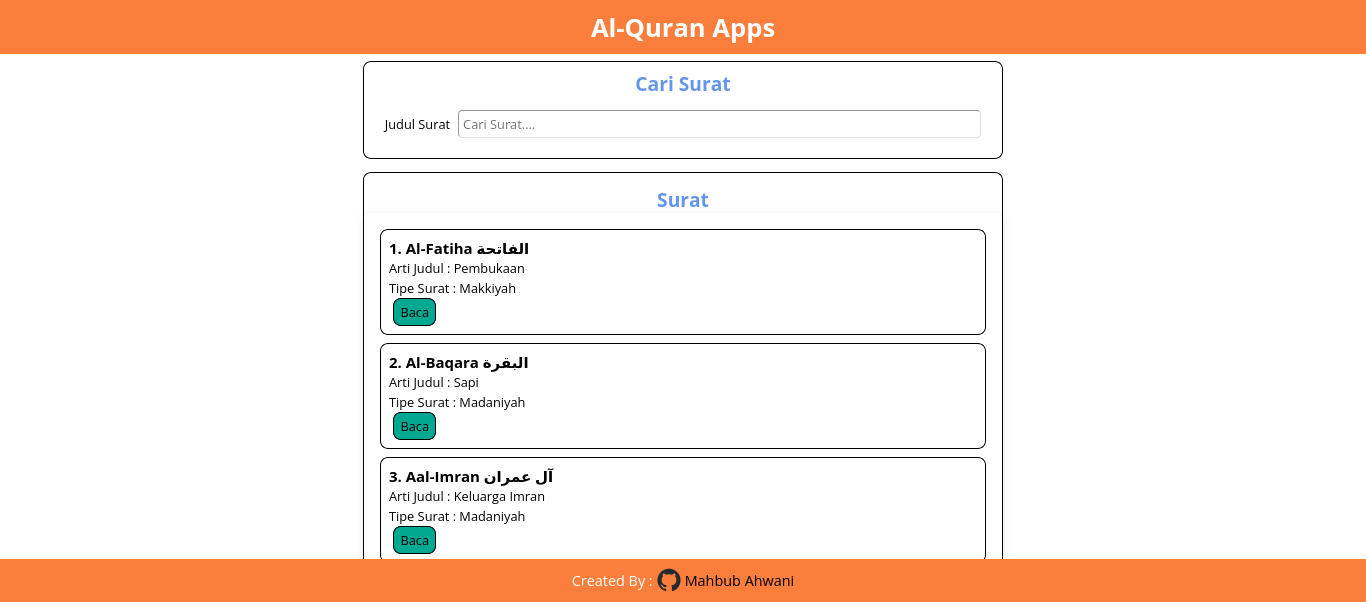 Al-Quran Apps
Cari Surat
Judul Surat Cari Surat....
Surat
1. Al-Fatiha الفاتحة
Arti Judul : Pembukaan
Tipe Surat : Makkiyah
Baca
2. Al-Baqara البقرة
Arti Judul : Sapi
Tipe Surat : Madaniyah
Baca
3. Aal-Imran آل عمران
Arti Judul : Keluarga Imran
Tipe Surat : Madaniyah
Baca
Created By : Mahbub Ahwani